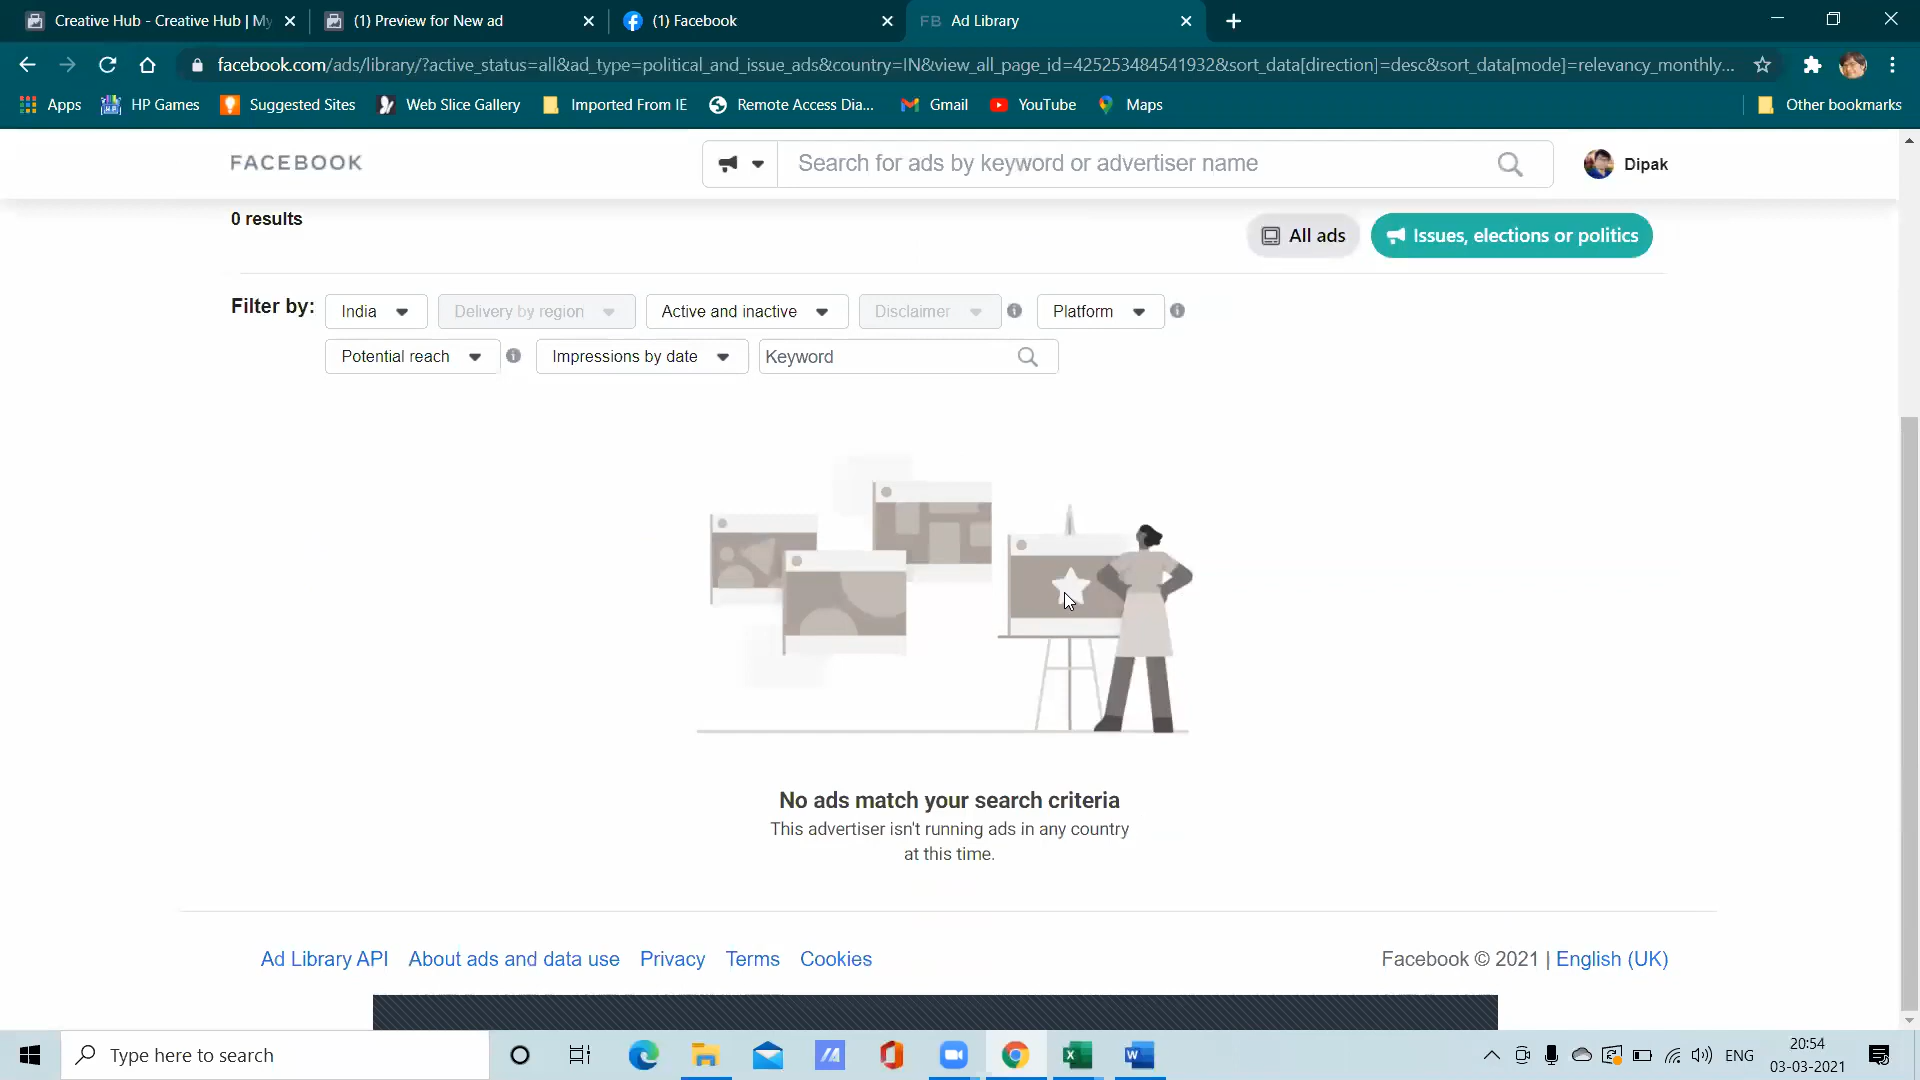 Creative Hub - Creative Hub | My
(1) Preview for New ad
(1) Facebook
FB Ad Library
facebook.com/ads/library/?active_status=all&ad_type=political_and_issue_ads&country=IN&view_all_page_id=425253484541932&sort_data[direction]=desc&sort_data[mode]=relevancy_monthly...
Apps HP Games Suggested Sites Web Slice Gallery Imported From IE Remote Access Dia... Gmail YouTube Maps Other bookmarks
FACEBOOK Search for ads by keyword or advertiser name Dipak
0 results All ads Issues, elections or politics
Filter by: India Delivery by region Active and inactive Disclaimer Platform
Potential reach Impressions by date Keyword
No ads match your search criteria
This advertiser isn't running ads in any country
at this time.
Ad Library API About ads and data use Privacy Terms Cookies Facebook © 2021 | English (UK)
Type here to search ENG 20:54
03-03-2021